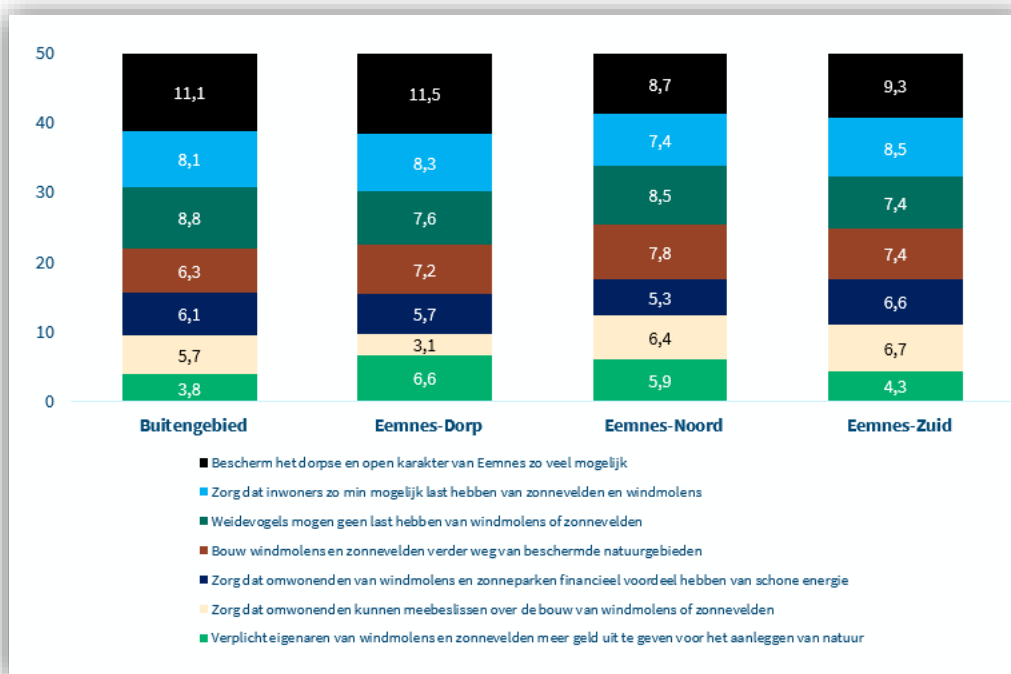 50
11,1 11,5 8,7 9,3
40
8,1 8,3 7,4 8,5
30
8,8 7,6 8,5 7,4
20
6,3 7,2 7,8 7,4
10
6,1 5,7 5,3 6,6
5,7 3,1 6,4 6,7
3,8 6,6 5,9 4,3
0
Buitengebied Eemnes-Dorp Eemnes-Noord Eemnes-Zuid
Bescherm het dorpse en open karakter van Eemnes zo veel mogelijk
Zorg dat inwoners zo min mogelijk last hebben van zonnevelden en windmolens
Weidevogels mogen geen last hebben van windmolens of zonnevelden
Bouw windmolens en zonnevelden verder weg van beschermde natuurgebieden
Zorg dat omwonenden van windmolens en zonneparken financieel voordeel hebben van schone energie
Zorg dat omwonenden kunnen meebeslissen over de bouw van windmolens of zonnevelden
Verplicht eigenaren van windmolens en zonnevelden meer geld uit te geven voor het aanleggen van natuur